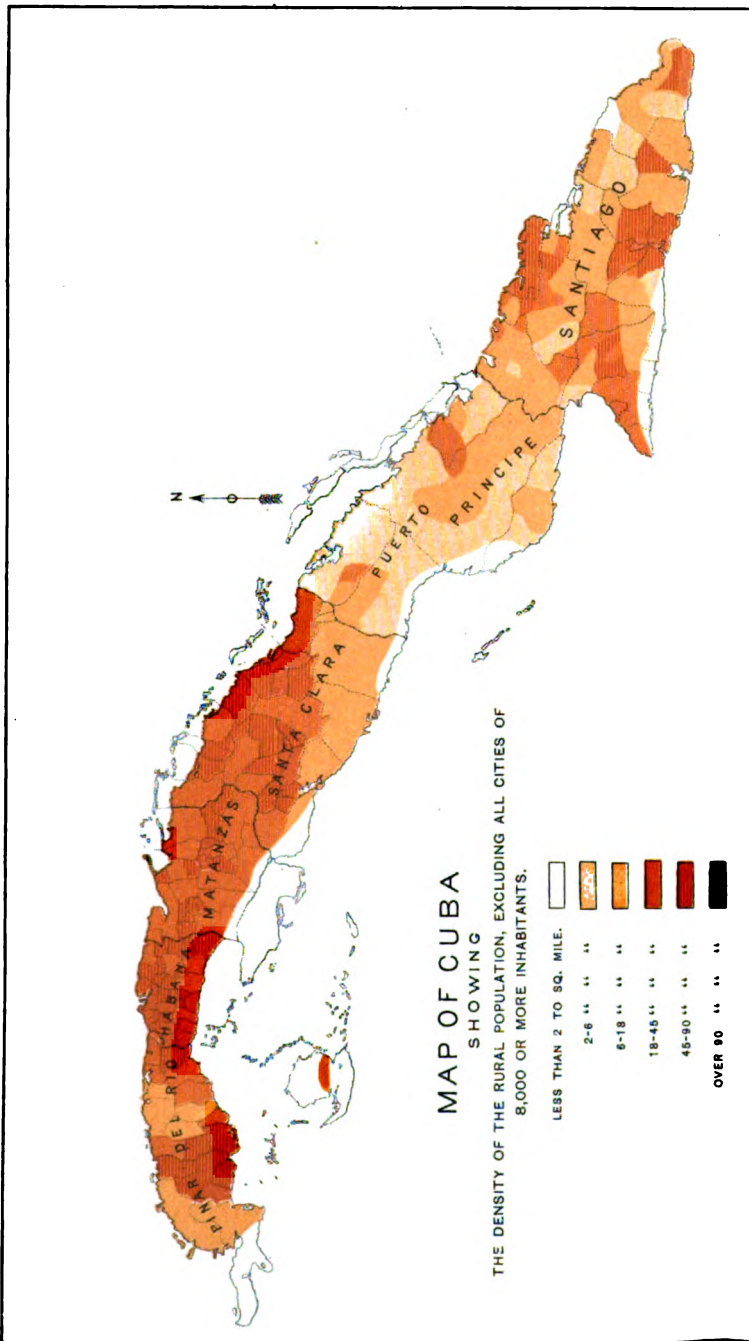 N
PINAR DEL RIO
HABANA
MATANZAS
SANTA CLARA
PUERTO
PRINCIPE
SANTIAGO
MAP OF CUBA
SHOWING
THE DENSITY OF THE RURAL POPULATION, EXCLUDING ALL CITIES OF
8,000 OR MORE INHABITANTS.
LESS THAN 2 TO SQ. MILE.
2-6 " " "
6-18 " " "
18-45 " " "
45-90 " " "
OVER 90 " " "